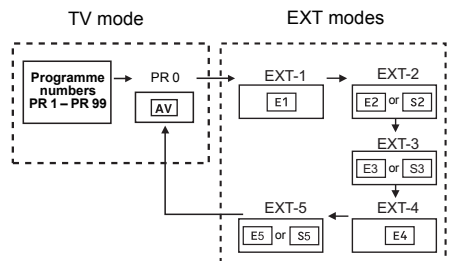 TV mode
EXT modes
Programme
numbers
PR 1 – PR 99
PR 0
AV
EXT-1
E1
EXT-2
E2 or S2
EXT-3
E3 or S3
EXT-4
E4
EXT-5
E5 or S5